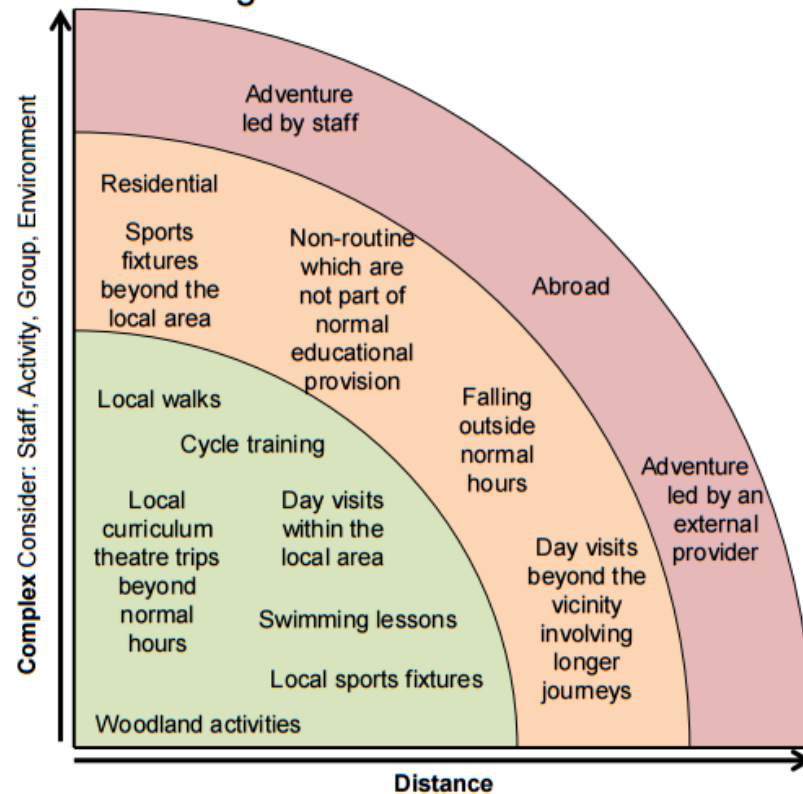 Adventure
led by staff
Residential
Sports
fixtures
beyond the
local area
Non-routine
which are
not part of
normal
educational
provision
Abroad
Falling
outside
normal
hours
Adventure
led by an
external
provider
Day visits
beyond the
vicinity
involving
longer
journeys
Local walks
Cycle training
Local
curriculum
theatre trips
beyond
normal
hours
Day visits
within the
local area
Swimming lessons
Local sports fixtures
Woodland activities
Complex Consider: Staff, Activity, Group, Environment
Distance